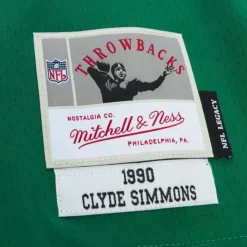 THROWBACKS
NFL
NOSTALGIA CO.
Mitchell & Ness
PHILADELPHIA, PA.
NFL LEGACY
1990
CLYDE SIMMONS